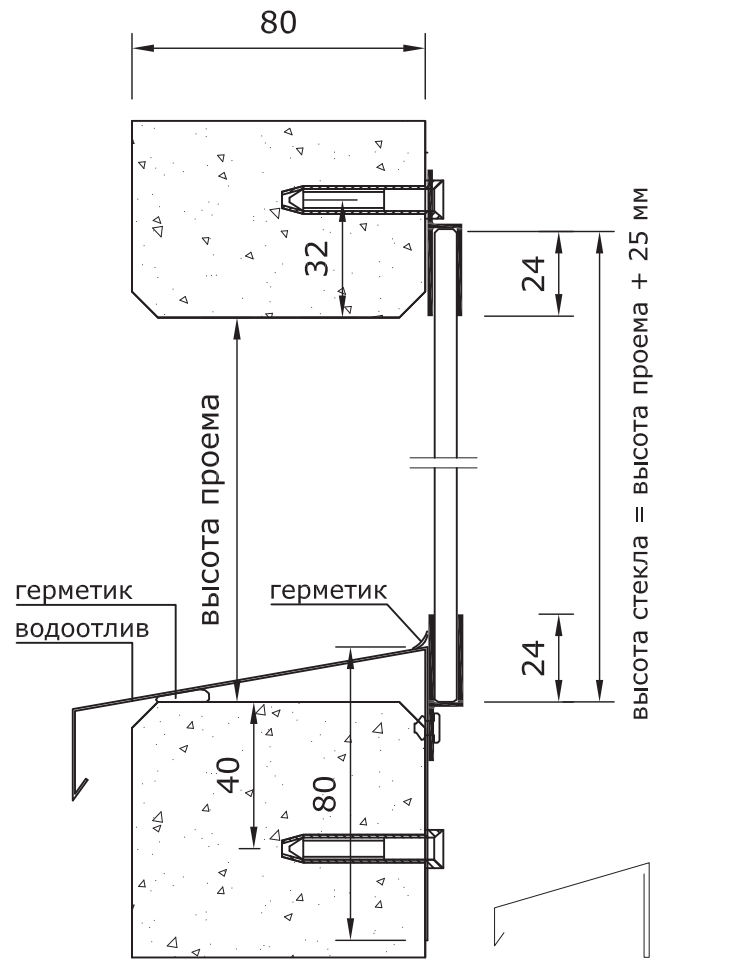 80
32
24
высота стекла = высота проема + 25 мм
высота проема
герметик
герметик
водоотлив
24
40
80